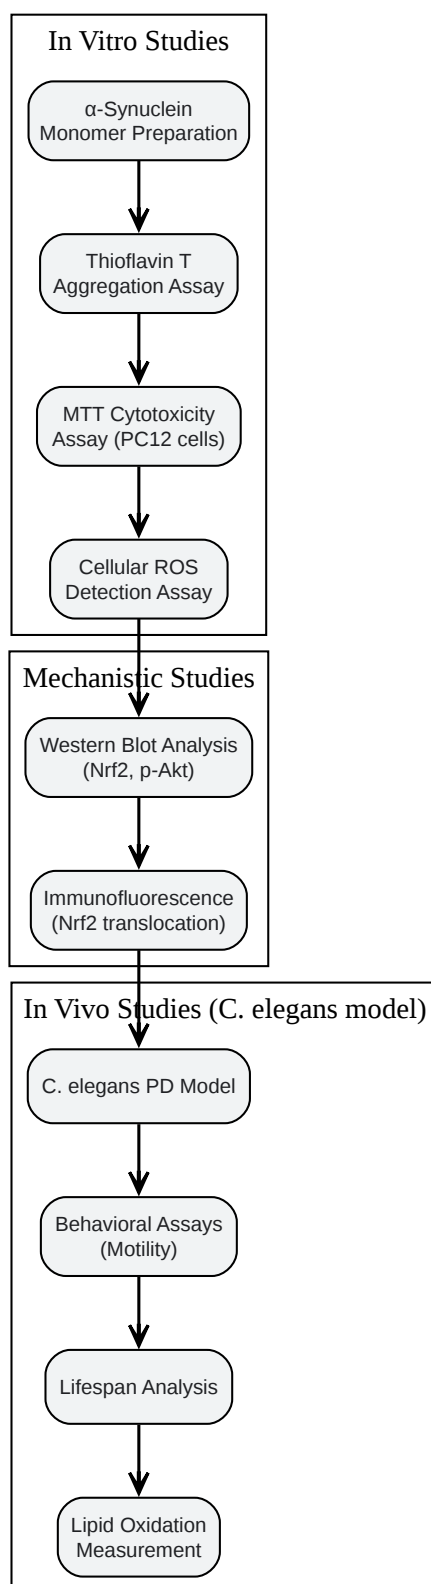 In Vitro Studies
α-Synuclein
Monomer Preparation
Thioflavin T
Aggregation Assay
MTT Cytotoxicity
Assay (PC12 cells)
Cellular ROS
Detection Assay
Mechanistic Studies
Western Blot Analysis
(Nrf2, p-Akt)
Immunofluorescence
(Nrf2 translocation)
In Vivo Studies (C. elegans model)
C. elegans PD Model
Behavioral Assays
(Motility)
Lifespan Analysis
Lipid Oxidation
Measurement